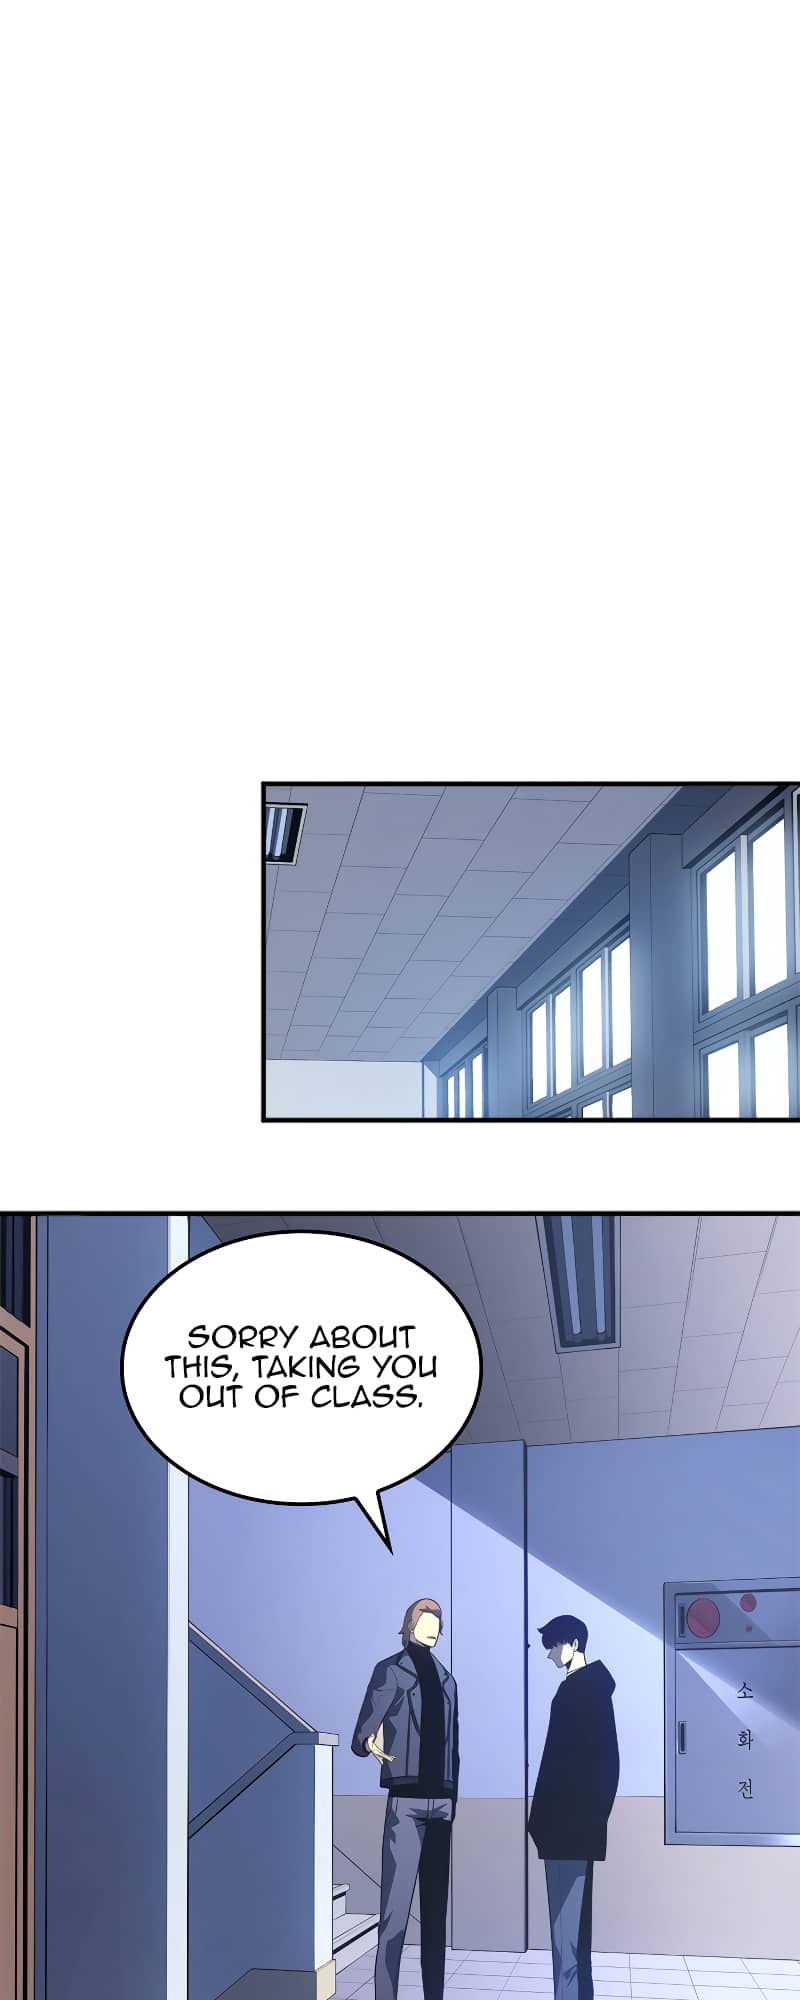 SORRY ABOUT
THIS, TAKING YOU
OUT OF CLASS.
소
화
전